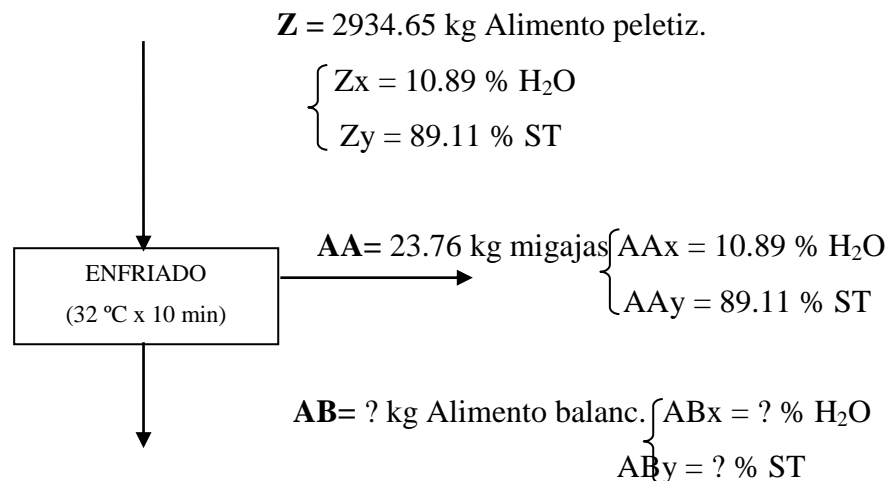 Z = 2934.65 kg Alimento peletiz.
Zx = 10.89 % H₂O
Zy = 89.11 % ST
AA= 23.76 kg migajas AAx = 10.89 % H₂O
AAy = 89.11 % ST
ENFRIADO
(32 ºC x 10 min)
AB= ? kg Alimento balanc. ABx = ? % H₂O
ABy = ? % ST